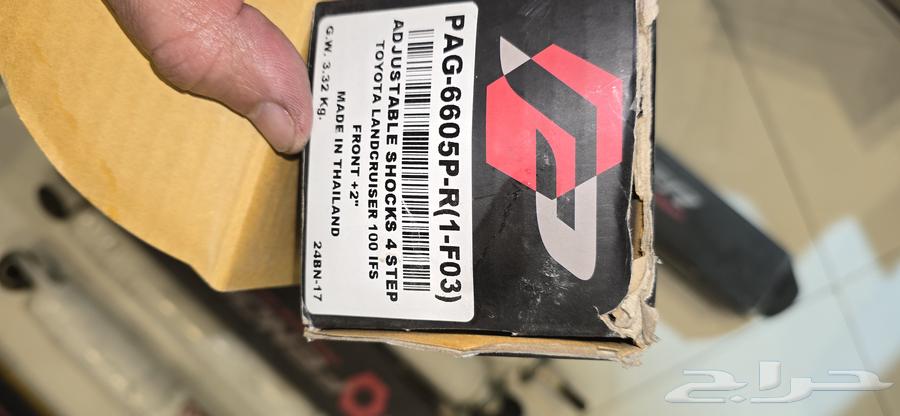 PAG-6605P-R(1-F03)
ADJUSTABLE SHOCKS 4 STEP
TOYOTA LANDCRUISER 100 IFS
FRONT +2"
MADE IN THAILAND
G.W. 3.32 Kg.
24BN-17
حراج